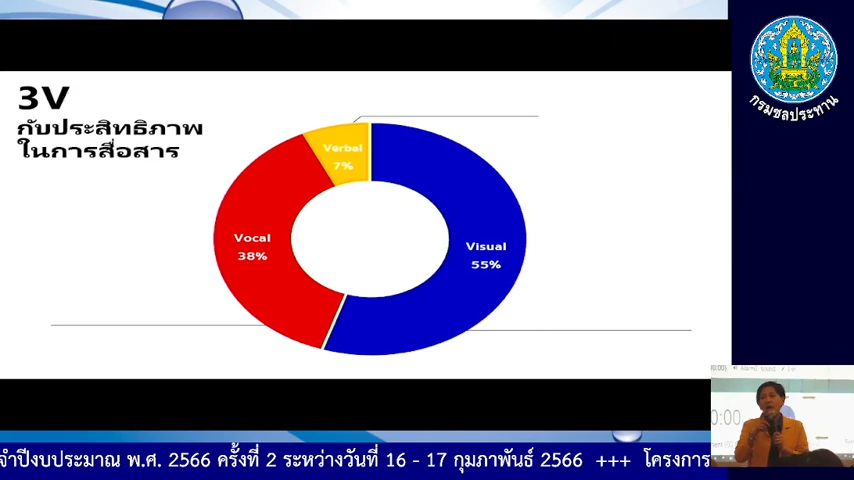 3V
กับประสิทธิภาพ
ในการสื่อสาร
Verbal
7%
Vocal
38%
Visual
55%
กรมชลประทาน
จำปีงบประมาณ พ.ศ. 2566 ครั้งที่ 2 ระหว่างวันที่ 16 - 17 กุมภาพันธ์ 2566 +++ โครงการ